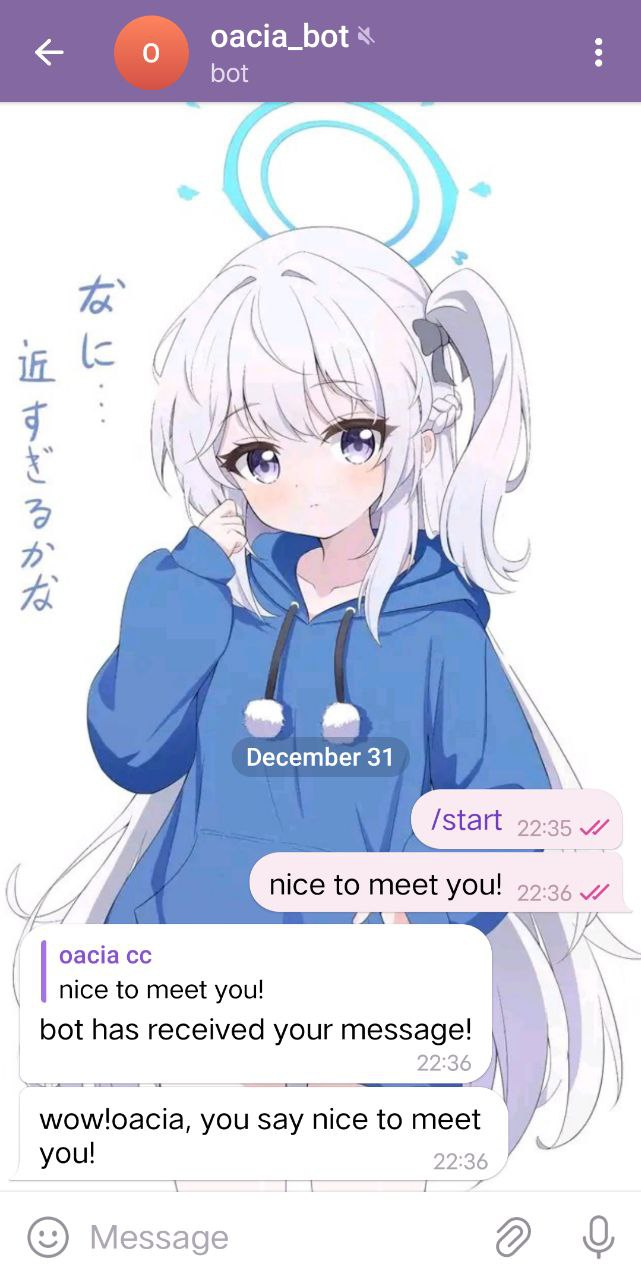 O
oacia_bot
bot
なに…
近すぎるかな
December 31
/start 22:35
nice to meet you! 22:36
oacia cc
nice to meet you!
bot has received your message!
22:36
wow!oacia, you say nice to meet
you!
22:36
Message